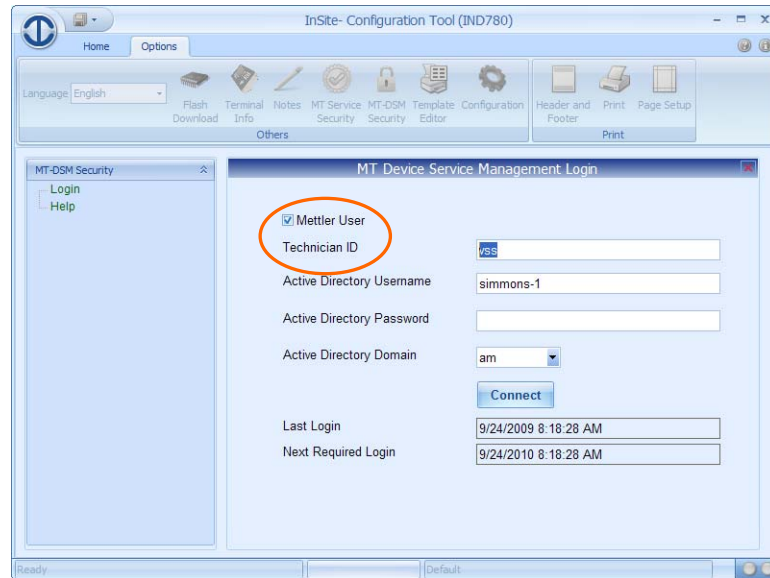 InSite- Configuration Tool (IND780)
Home Options
Language English
Flash Download
Terminal Info
Notes
MT Service Security
MT-DSM Security
Template Editor
Configuration
Header and Footer
Print
Page Setup
Others
Print
MT-DSM Security
Login
Help
MT Device Service Management Login
Mettler User
Technician ID vss
Active Directory Username simmons-1
Active Directory Password
Active Directory Domain am
Connect
Last Login 9/24/2009 8:18:28 AM
Next Required Login 9/24/2010 8:18:28 AM
Ready Default